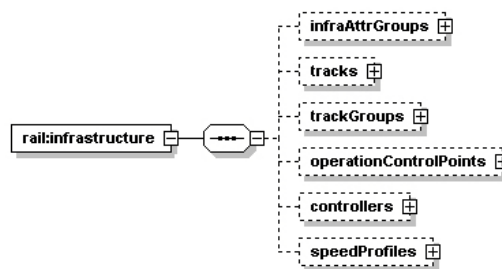 infraAttrGroups
tracks
trackGroups
rail:infrastructure
operationControlPoints
controllers
speedProfiles